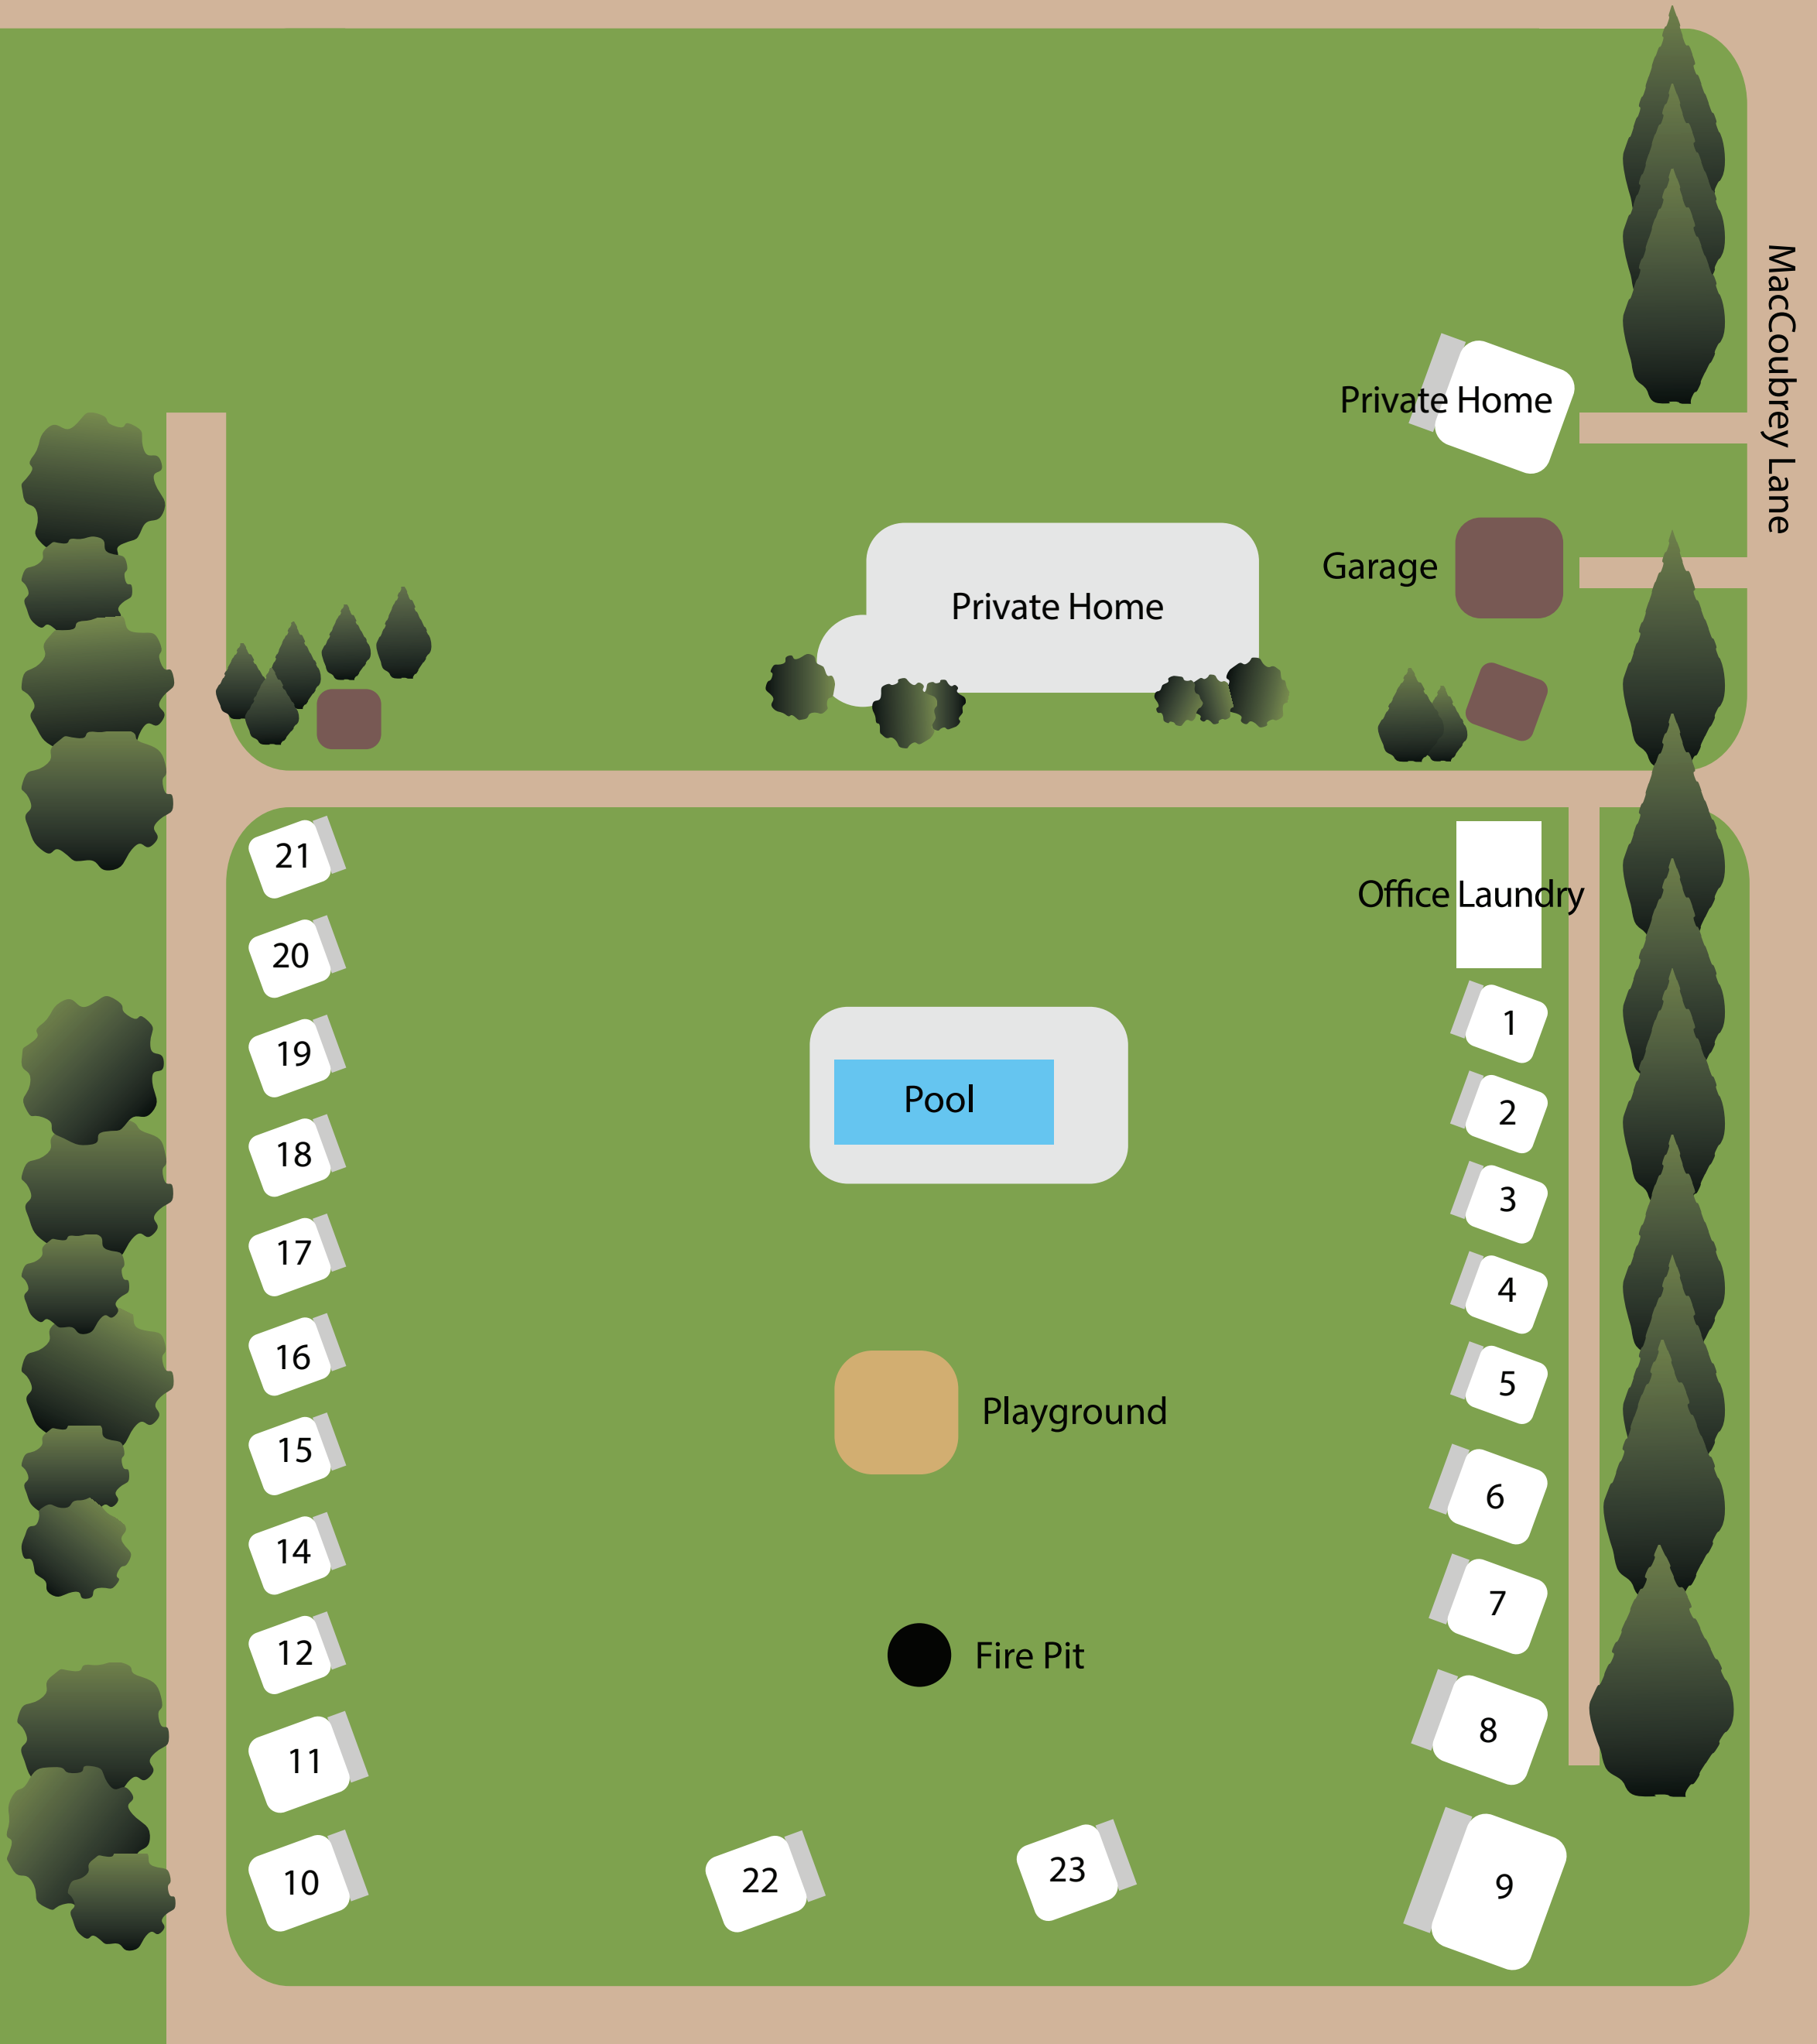 MacCoubrey Lane
Private Home
Garage
Private Home
21
Office Laundry
20
1
19
Pool
2
18
3
17
4
16
5
Playground
15
6
14
7
12
Fire Pit
8
11
10
22
23
9